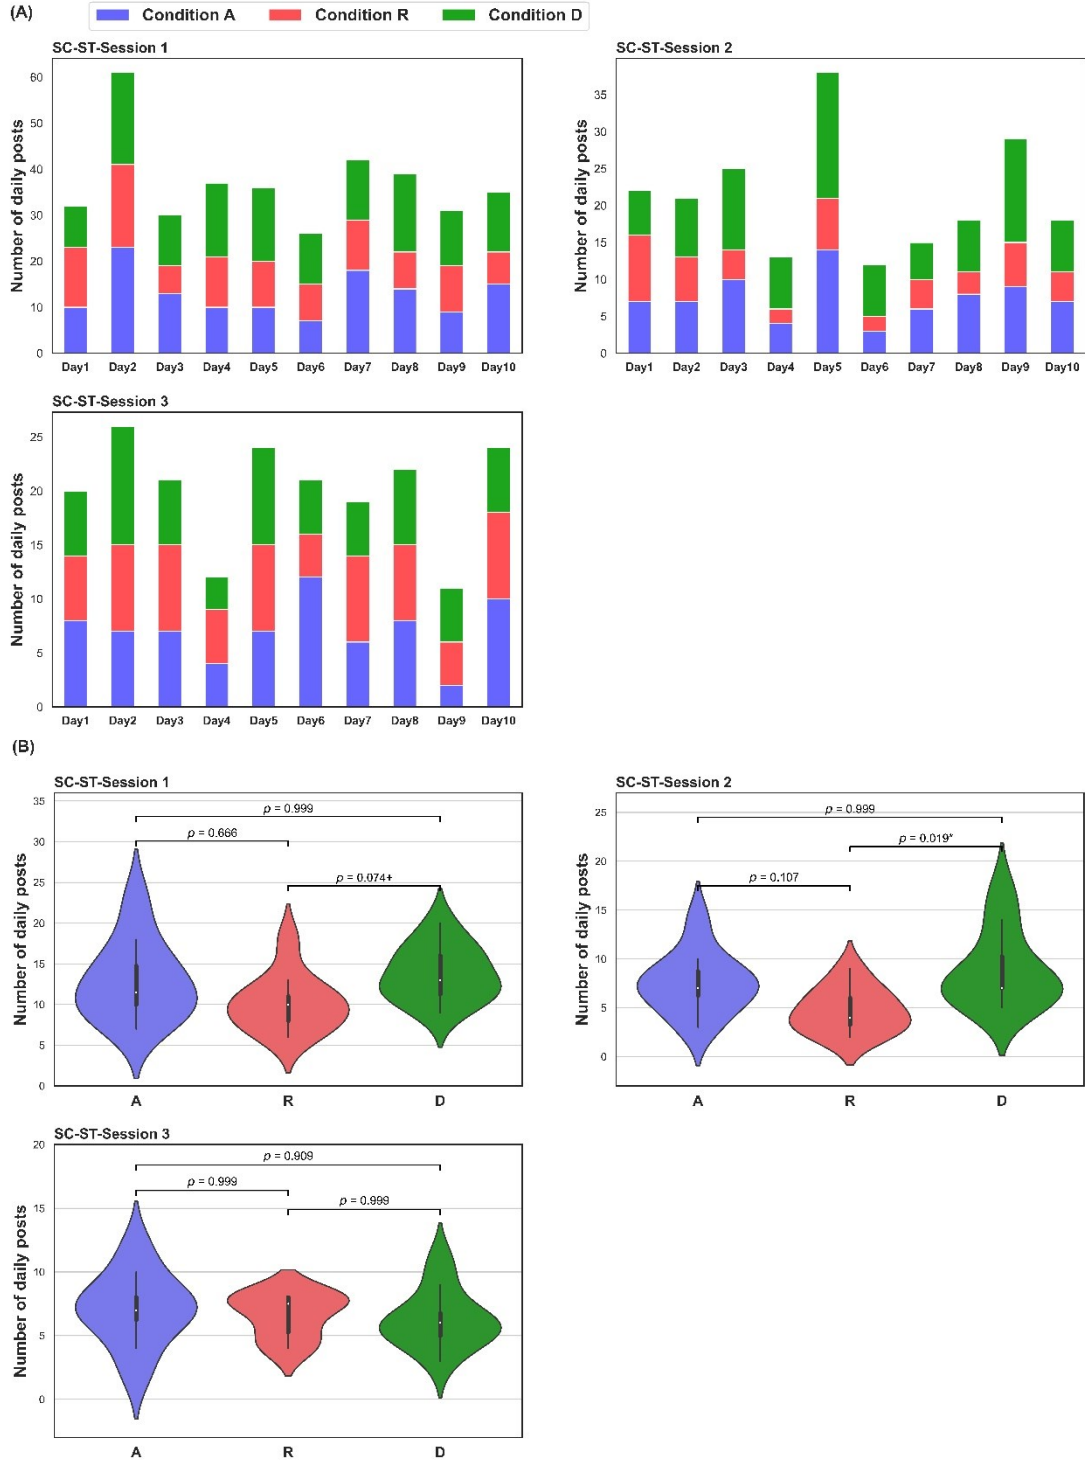 (A)
Condition A Condition R Condition D
SC-ST-Session 1
Number of daily posts
60
50
40
30
20
10
0
Day1 Day2 Day3 Day4 Day5 Day6 Day7 Day8 Day9 Day10
SC-ST-Session 2
Number of daily posts
35
30
25
20
15
10
5
0
Day1 Day2 Day3 Day4 Day5 Day6 Day7 Day8 Day9 Day10
SC-ST-Session 3
Number of daily posts
25
20
15
10
5
0
Day1 Day2 Day3 Day4 Day5 Day6 Day7 Day8 Day9 Day10
(B)
SC-ST-Session 1
Number of daily posts
35
30
25
20
15
10
5
0
p = 0.999
p = 0.666
p = 0.074+
A R D
SC-ST-Session 2
Number of daily posts
25
20
15
10
5
0
p = 0.999
p = 0.019*
p = 0.107
A R D
SC-ST-Session 3
Number of daily posts
20
15
10
5
0
p = 0.909
p = 0.999
p = 0.999
A R D